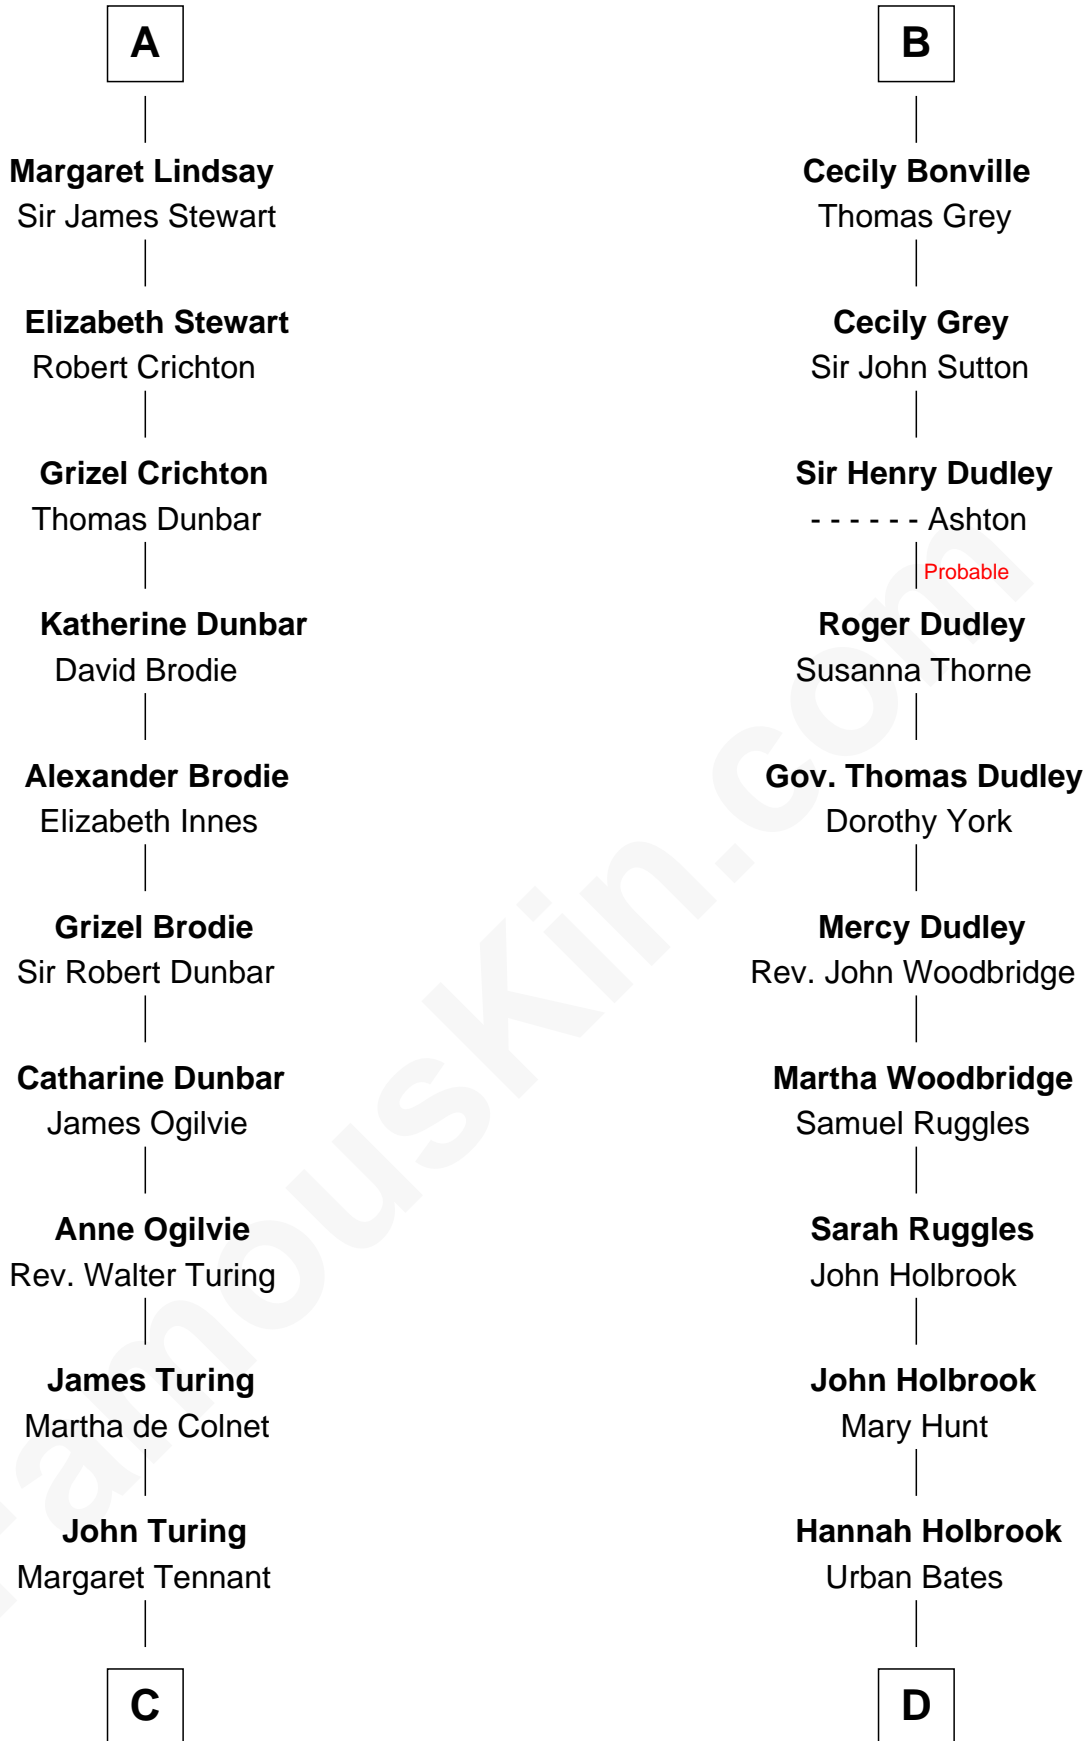 A
Margaret Lindsay
Sir James Stewart
Elizabeth Stewart
Robert Crichton
Grizel Crichton
Thomas Dunbar
Katherine Dunbar
David Brodie
Alexander Brodie
Elizabeth Innes
Grizel Brodie
Sir Robert Dunbar
Catharine Dunbar
James Ogilvie
Anne Ogilvie
Rev. Walter Turing
James Turing
Martha de Colnet
John Turing
Margaret Tennant
C
B
Cecily Bonville
Thomas Grey
Cecily Grey
Sir John Sutton
Sir Henry Dudley
- - - - - - Ashton
Probable
Roger Dudley
Susanna Thorne
Gov. Thomas Dudley
Dorothy York
Mercy Dudley
Rev. John Woodbridge
Martha Woodbridge
Samuel Ruggles
Sarah Ruggles
John Holbrook
John Holbrook
Mary Hunt
Hannah Holbrook
Urban Bates
D
FamousKin.com